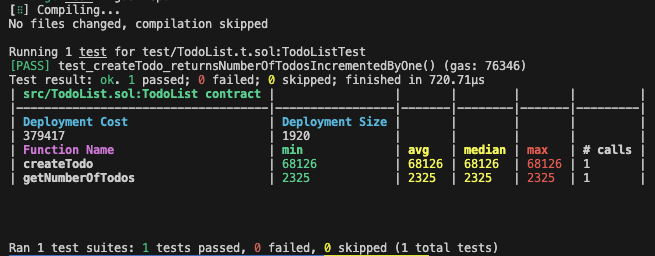 [⠆] Compiling...
No files changed, compilation skipped
Running 1 test for test/TodoList.t.sol:TodoListTest
[PASS] test_createTodo_returnsNumberOfTodosIncrementedByOne() (gas: 76346)
Test result: ok. 1 passed; 0 failed; 0 skipped; finished in 720.71µs
| src/TodoList.sol:TodoList contract | | | | | |
|------------------------------------|-----------------|-------|--------|-------|---------|
| Deployment Cost | Deployment Size | | | | |
| 379417 | 1920 | | | | |
| Function Name | min | avg | median | max | # calls |
| createTodo | 68126 | 68126 | 68126 | 68126 | 1 |
| getNumberOfTodos | 2325 | 2325 | 2325 | 2325 | 1 |
Ran 1 test suites: 1 tests passed, 0 failed, 0 skipped (1 total tests)